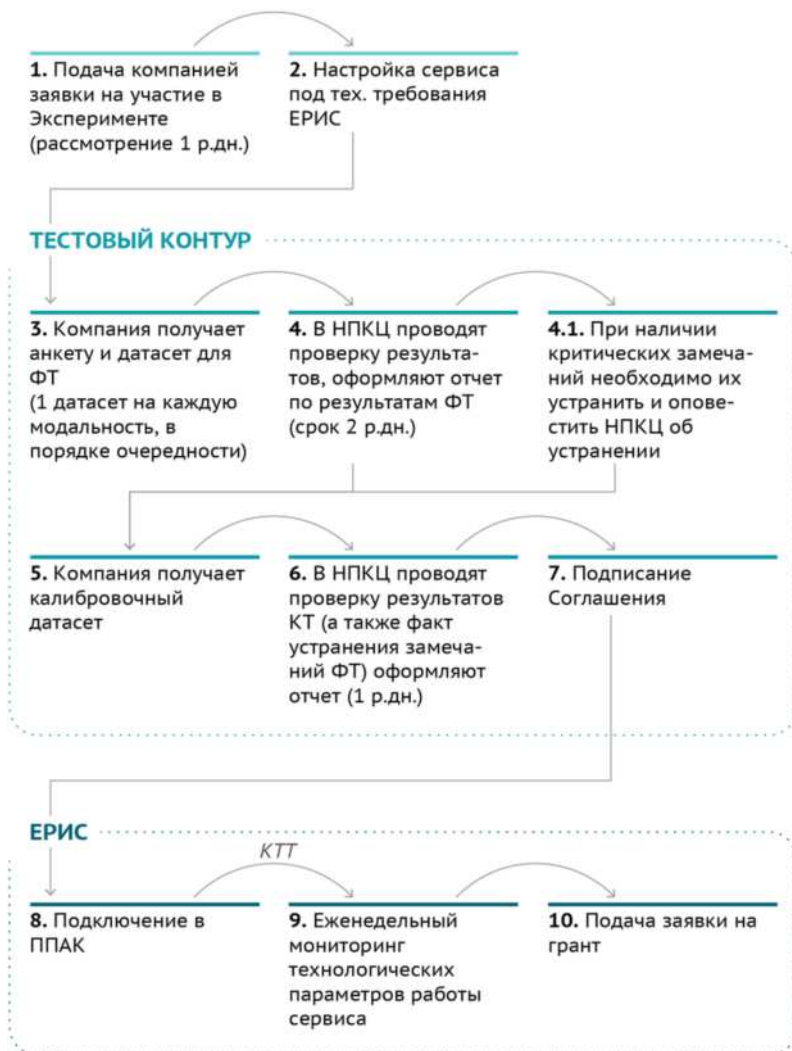 1. Подача компанией
заявки на участие в
Эксперименте
(рассмотрение 1 р.дн.)
2. Настройка сервиса
под тех. требования
ЕРИС
ТЕСТОВЫЙ КОНТУР
3. Компания получает
анкету и датасет для
ФТ
(1 датасет на каждую
модальность, в
порядке очередности)
4. В НПКЦ проводят
проверку результа-
тов, оформляют отчет
по результатам ФТ
(срок 2 р.дн.)
4.1. При наличии
критических замеча-
ний необходимо их
устранить и опове-
стить НПКЦ об
устранении
5. Компания получает
калибровочный
датасет
6. В НПКЦ проводят
проверку результатов
КТ (а также факт
устранения замеча-
ний ФТ) оформляют
отчет (1 р.дн.)
7. Подписание
Соглашения
ЕРИС
КТТ
8. Подключение в
ППАК
9. Еженедельный
мониторинг
технологических
параметров работы
сервиса
10. Подача заявки на
грант